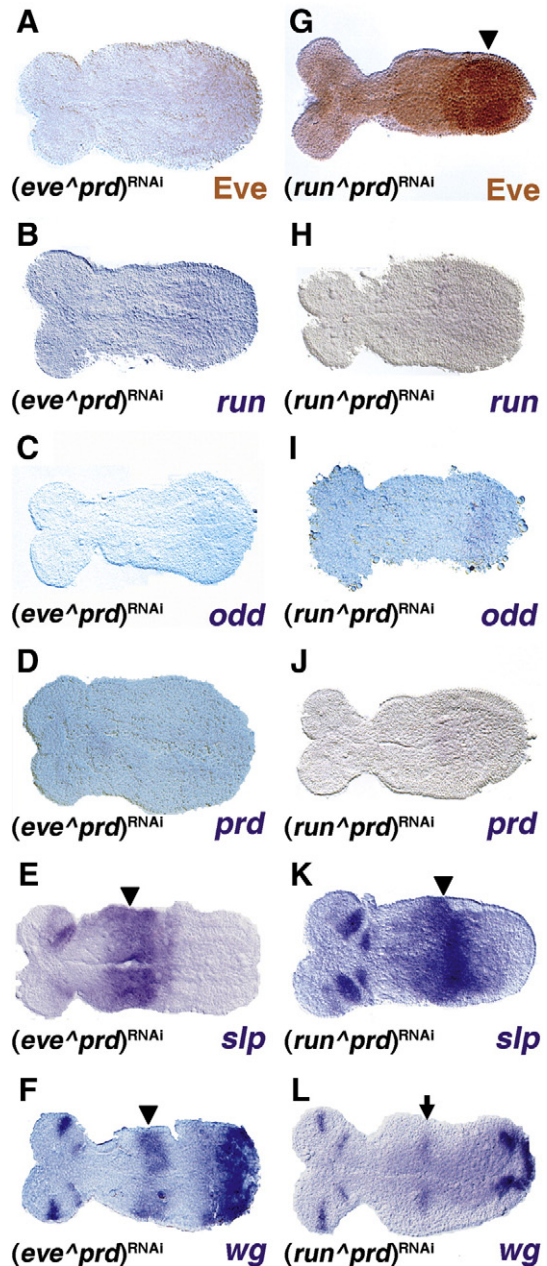 A
(eve^prd)RNAi Eve
G
(run^prd)RNAi Eve
B
(eve^prd)RNAi run
H
(run^prd)RNAi run
C
(eve^prd)RNAi odd
I
(run^prd)RNAi odd
D
(eve^prd)RNAi prd
J
(run^prd)RNAi prd
E
(eve^prd)RNAi slp
K
(run^prd)RNAi slp
F
(eve^prd)RNAi wg
L
(run^prd)RNAi wg